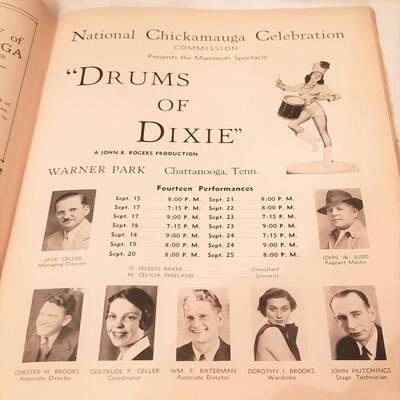 y of
UGA
National Chickamauga Celebration
COMMISSION
Presents the Mammoth Spectacle
"DRUMS
OF
DIXIE"
A JOHN B. ROGERS PRODUCTION
WARNER PARK Chattanooga, Tenn.
Fourteen Performances
Sept. 15 8:00 P. M. Sept. 21 8:00 P. M.
Sept. 17 7:15 P. M. Sept. 22 8:00 P. M.
Sept. 17 9:00 P. M. Sept. 23 7:15 P. M.
Sept. 18 7:15 P. M. Sept. 23 9:00 P. M.
Sept. 18 9:00 P. M. Sept. 24 7:15 P. M.
Sept. 19 8:00 P. M. Sept. 24 9:00 P. M.
Sept. 20 8:00 P. M. Sept. 25 8:00 P. M.
JACK GELLER
Managing Director
JOHN W. JUDD
Pageant Master
O. SELDON BAKER Consultant
M. CELILIA FREELAND Scenarist
CHESTER H. BROOKS
Associate Director
GERTRUDE P. GELLER
Coordinator
WM. F. RATERMAN
Associate Director
DOROTHY I. BROOKS
Wardrobe
JOHN HUTCHINGS
Stage Technician